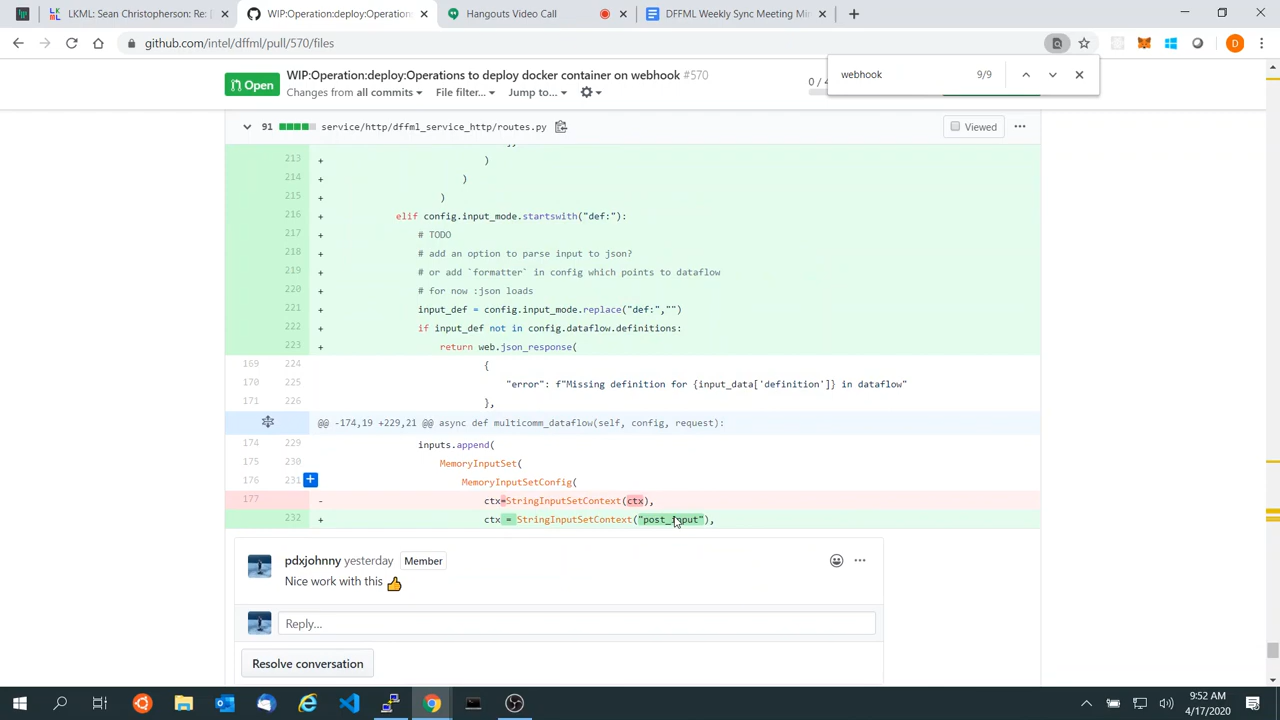 LKML: Sean Christopherson Re: [
WIP:Operation:deploy:Operation:
Hangouts Video Call
DFFML Weekly Sync Meeting Min
github.com/intel/dffml/pull/570/files
D
webhook
9/9
Open
WIP:Operation:deploy:Operations to deploy docker container on webhook #570
Changes from all commits
File filter...
Jump to...
0 / 4
91
service/http/dffml_service_http/routes.py
Viewed
213 + )
214 + )
215 + )
216 + elif config.input_mode.startswith("def:"):
217 + # TODO
218 + # add an option to parse input to json?
219 + # or add `formatter` in config which points to dataflow
220 + # for now :json loads
221 + input_def = config.input_mode.replace("def:","")
222 + if input_def not in config.dataflow.definitions:
223 + return web.json_response(
169 224 {
170 225 "error": f"Missing definition for {input_data['definition']} in dataflow"
171 226 },
@@ -174,19 +229,21 @@ async def multicomm_dataflow(self, config, request):
174 229 inputs.append(
175 230 MemoryInputSet(
176 231 MemoryInputSetConfig(
177 - ctx=StringInputSetContext(ctx),
232 + ctx = StringInputSetContext("post_input"),
pdxjohnny yesterday Member
Nice work with this 👍
Reply...
Resolve conversation
9:52 AM
4/17/2020